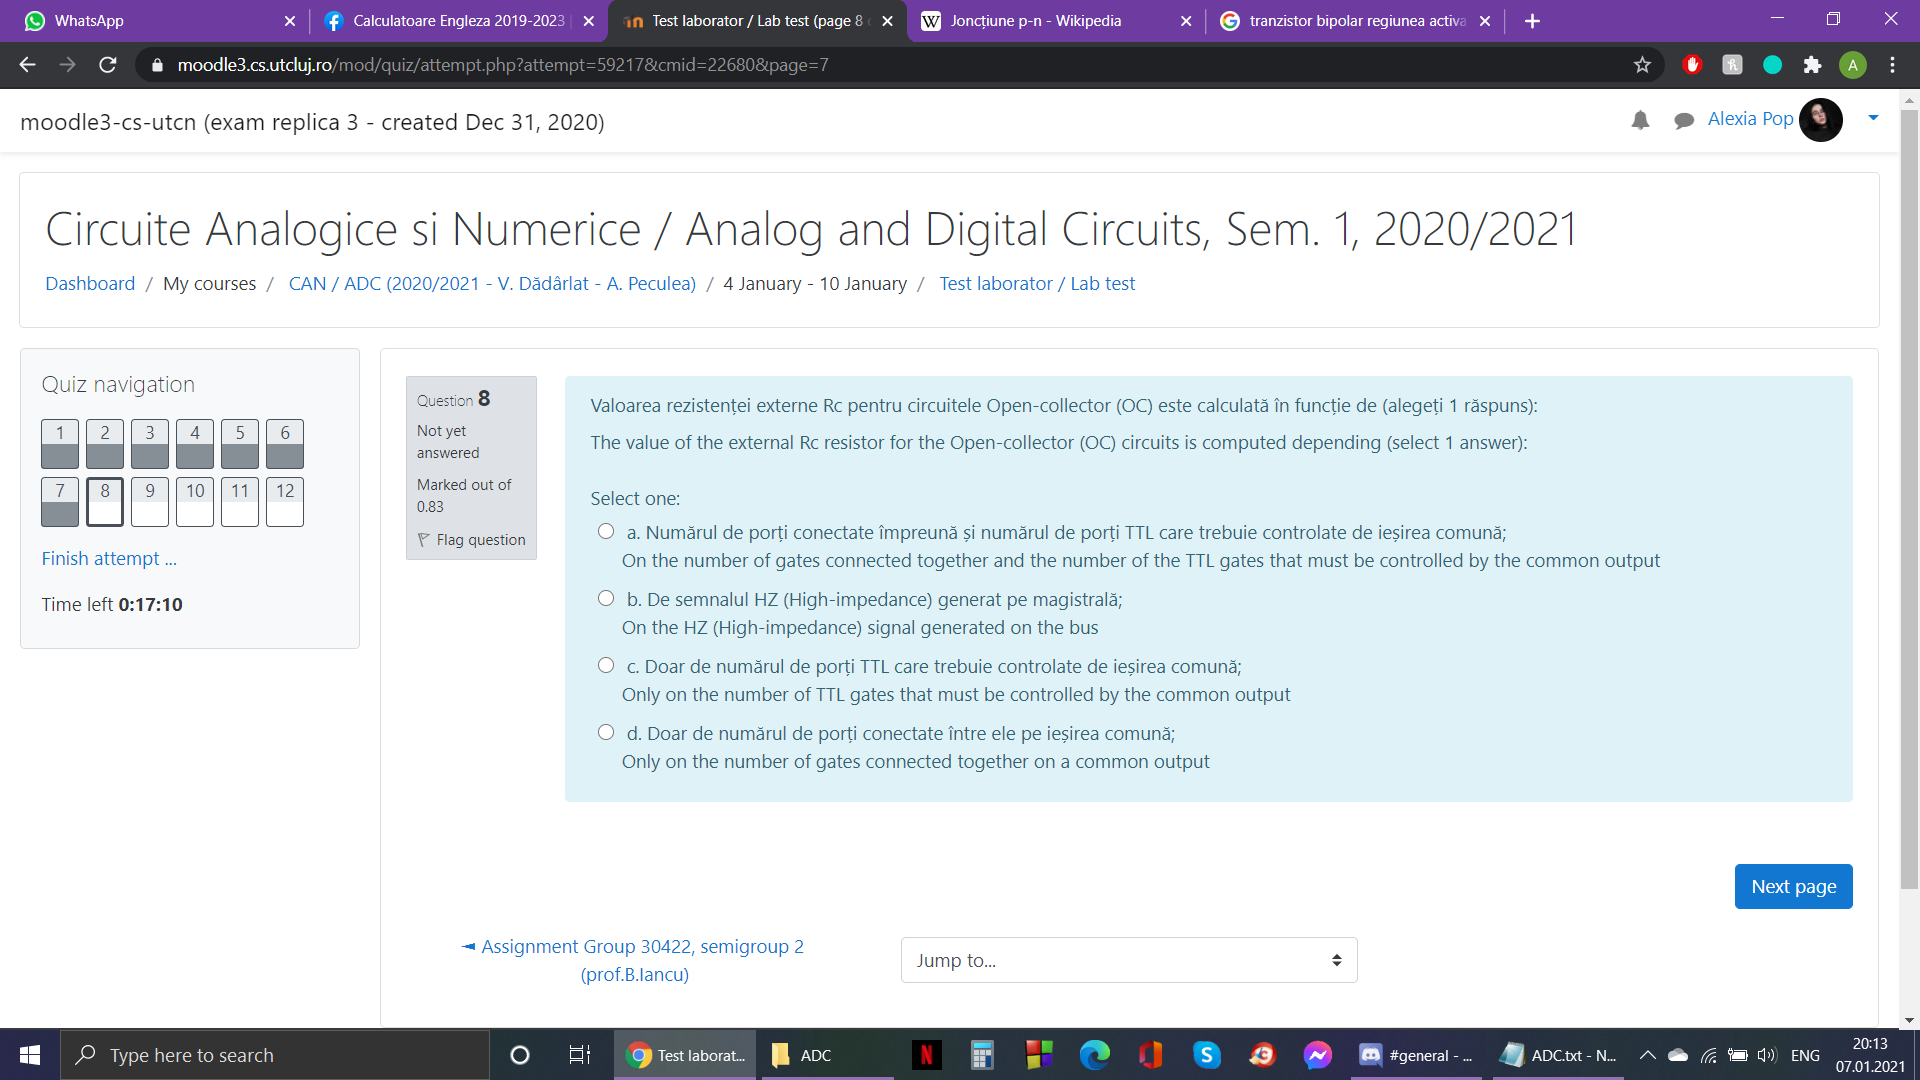 WhatsApp
Calculatoare Engleza 2019-2023
Test laborator / Lab test (page 8
Joncțiune p-n - Wikipedia
tranzistor bipolar regiunea activa
moodle3.cs.utcluj.ro/mod/quiz/attempt.php?attempt=59217&cmid=22680&page=7
A
moodle3-cs-utcn (exam replica 3 - created Dec 31, 2020)
Alexia Pop
Circuite Analogice si Numerice / Analog and Digital Circuits, Sem. 1, 2020/2021
Dashboard / My courses / CAN / ADC (2020/2021 - V. Dădârlat - A. Peculea) / 4 January - 10 January / Test laborator / Lab test
Quiz navigation
1 2 3 4 5 6
7 8 9 10 11 12
Finish attempt ...
Time left 0:17:10
Question 8
Not yet
answered
Marked out of
0.83
Flag question
Valoarea rezistenței externe Rc pentru circuitele Open-collector (OC) este calculată în funcție de (alegeți 1 răspuns):
The value of the external Rc resistor for the Open-collector (OC) circuits is computed depending (select 1 answer):
Select one:
a. Numărul de porți conectate împreună și numărul de porți TTL care trebuie controlate de ieșirea comună;
On the number of gates connected together and the number of the TTL gates that must be controlled by the common output
b. De semnalul HZ (High-impedance) generat pe magistrală;
On the HZ (High-impedance) signal generated on the bus
c. Doar de numărul de porți TTL care trebuie controlate de ieșirea comună;
Only on the number of TTL gates that must be controlled by the common output
d. Doar de numărul de porți conectate între ele pe ieșirea comună;
Only on the number of gates connected together on a common output
Next page
◄ Assignment Group 30422, semigroup 2
(prof.B.Iancu)
Jump to...
Type here to search
Test laborat...
ADC
#general - ...
ADC.txt - N...
ENG
20:13
07.01.2021